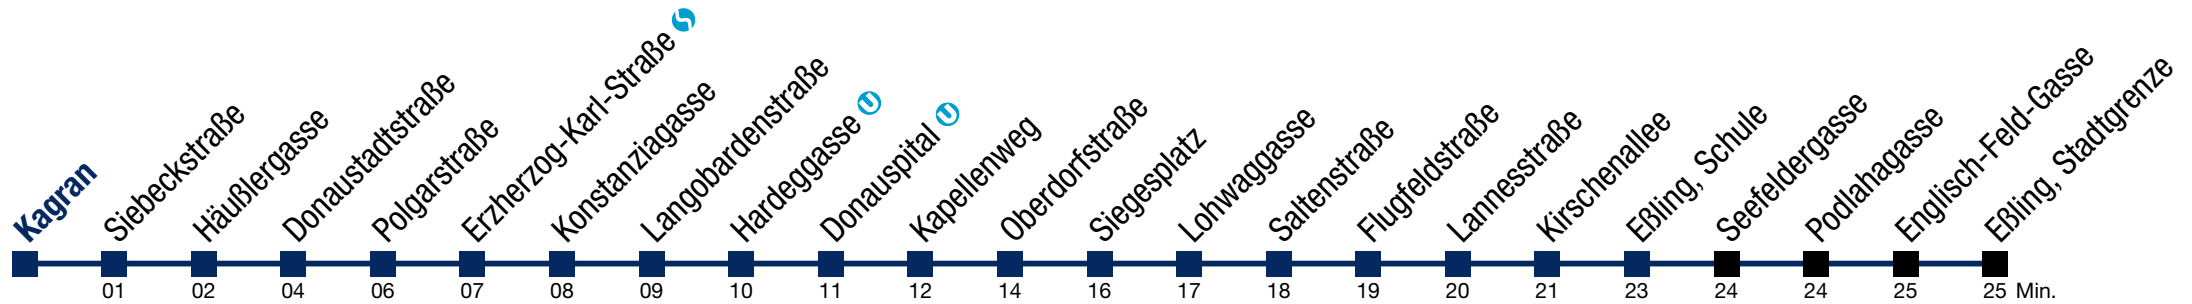 Kagran
Siebeckstraße
Häußlergasse
Donaustadtstraße
Polgarstraße
Erzherzog-Karl-Straße
Konstanziagasse
Langobardenstraße
Hardeggasse
Donauspital
Kapellenweg
Oberdorfstraße
Siegesplatz
Lohwaggasse
Saltenstraße
Flugfeldstraße
Lannesstraße
Kirschenallee
Eßling, Schule
Seefeldergasse
Podlahagasse
Englisch-Feld-Gasse
Eßling, Stadtgrenze
01 02 04 06 07 08 09 10 11 12 14 16 17 18 19 20 21 23 24 24 25 25 Min.